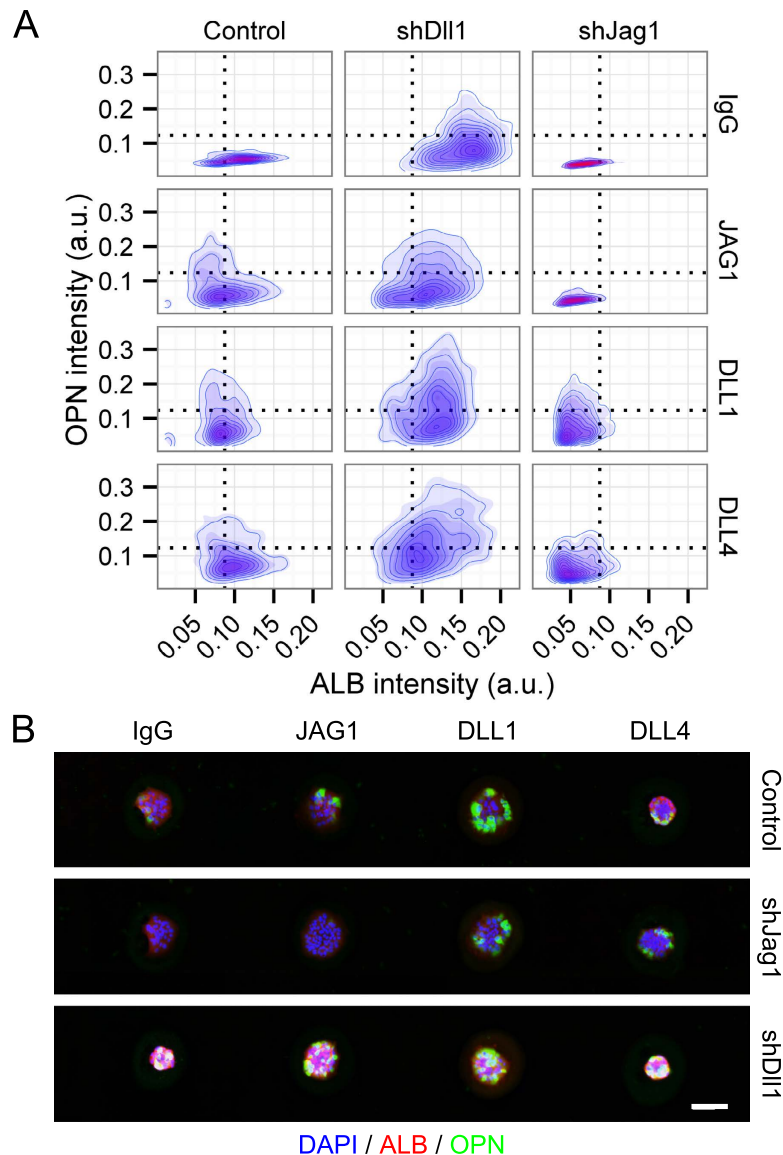 A
Control shDll1 shJag1
0.3
0.2
0.1
IgG
0.3
0.2
0.1
JAG1
OPN intensity (a.u.)
0.3
0.2
0.1
DLL1
0.3
0.2
0.1
DLL4
0.05 0.10 0.15 0.20 0.05 0.10 0.15 0.20 0.05 0.10 0.15 0.20
ALB intensity (a.u.)
B
IgG JAG1 DLL1 DLL4
Control
shJag1
shDll1
DAPI / ALB / OPN